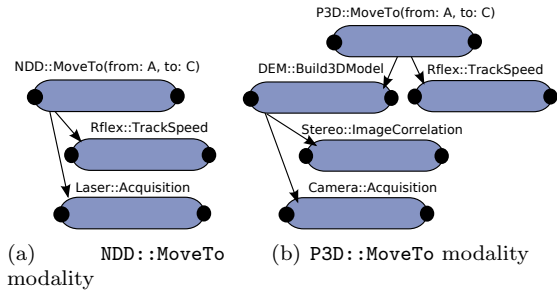 P3D::MoveTo(from: A, to: C)
NDD::MoveTo(from: A, to: C)
DEM::Build3DModel
Rflex::TrackSpeed
Rflex::TrackSpeed
Stereo::ImageCorrelation
Laser::Acquisition
Camera::Acquisition
(a) NDD::MoveTo
modality
(b) P3D::MoveTo modality